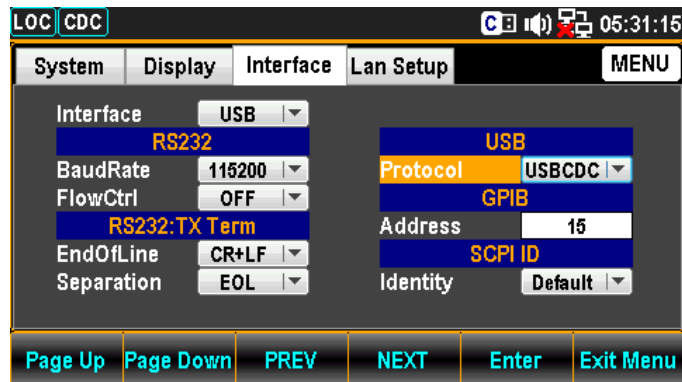 LOC CDC C 05:31:15
System Display Interface Lan Setup MENU
Interface USB
RS232 USB
BaudRate 115200 Protocol USBCDC
FlowCtrl OFF GPIB
RS232:TX Term Address 15
EndOfLine CR+LF SCPI ID
Separation EOL Identity Default
Page Up Page Down PREV NEXT Enter Exit Menu